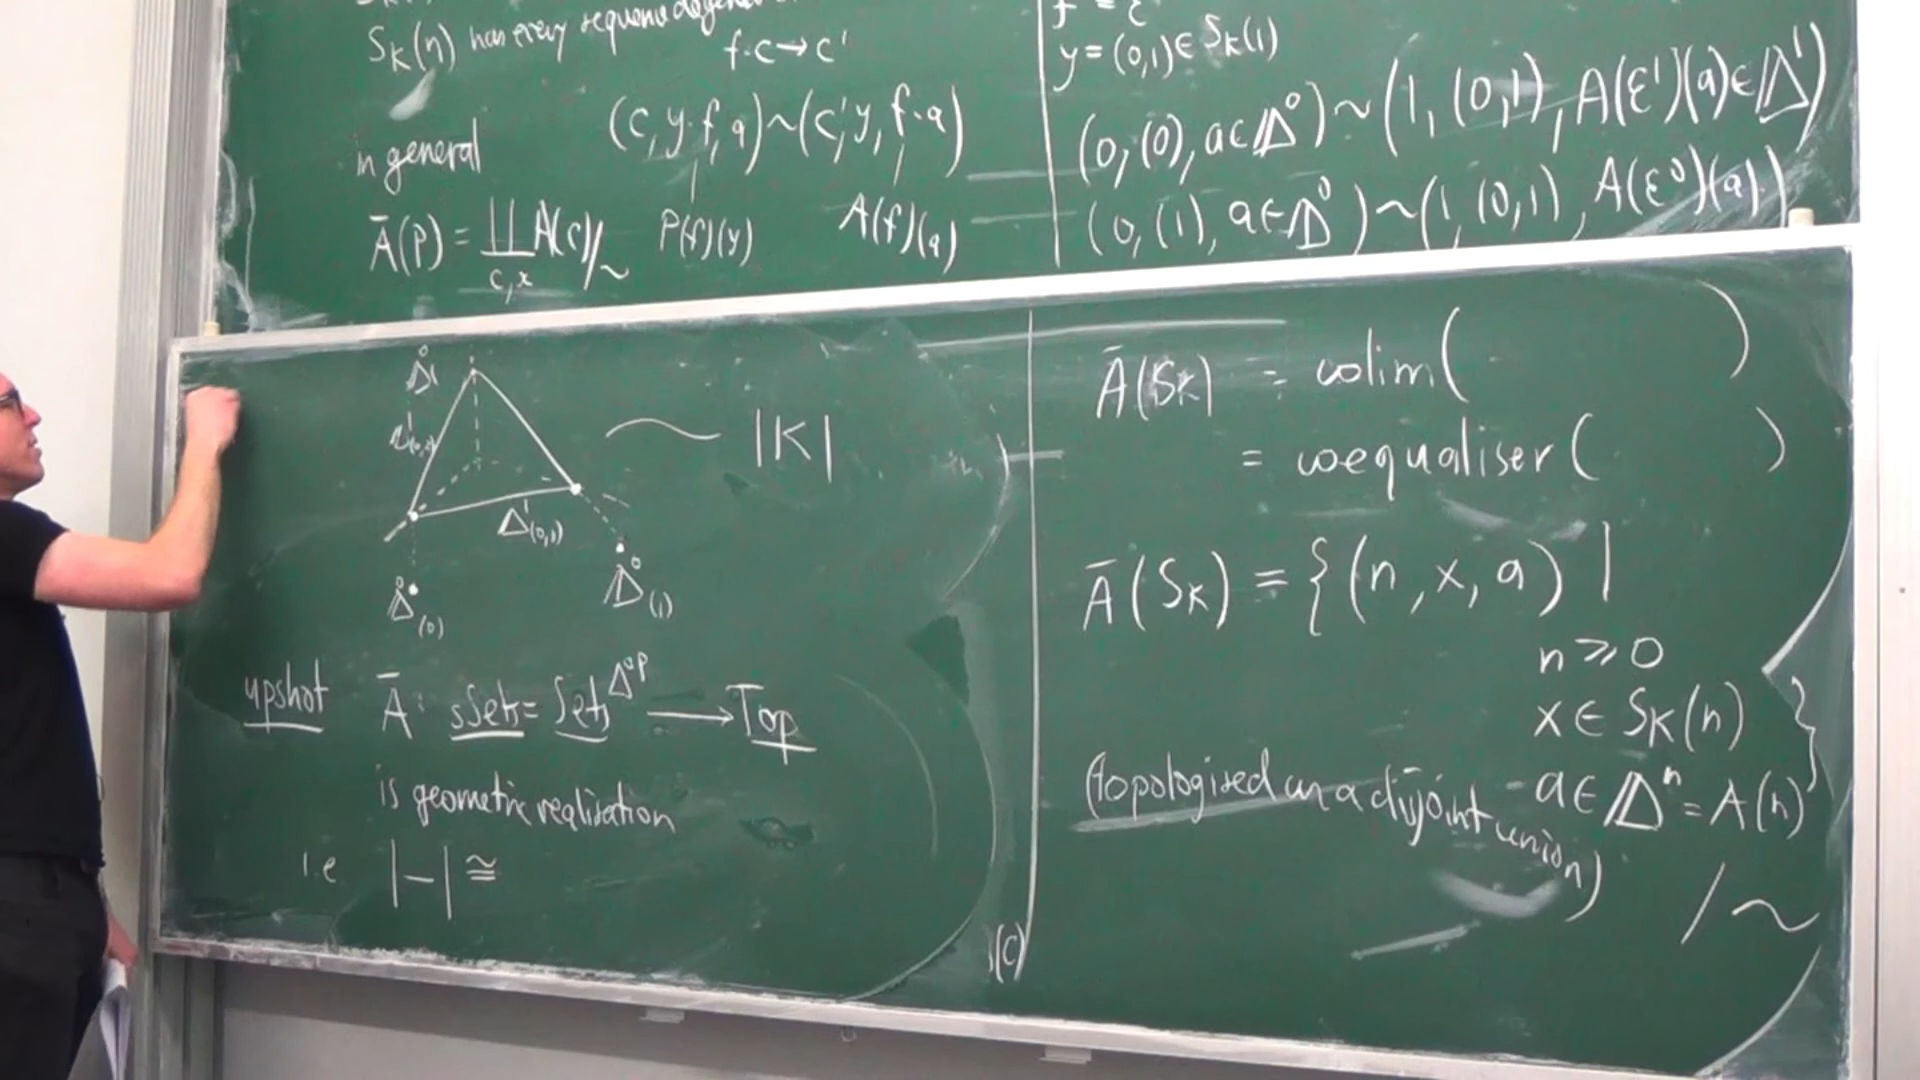 S_K(n) has every sequence
f: c → c'
(c, y·f, a) ~ (c', y, f·a)
in general
Ā(P) = ∐_{c,x} A(c)/~ P(f)(y) A(f)(a)
y = (0,1) ∈ S_K(1)
(0, (0), a ∈ Δ⁰) ~ (1, (0,1), A(ε¹)(a) ∈ Δ¹)
(0, (1), a ∈ Δ⁰) ~ (1, (0,1), A(ε⁰)(a))
Δ⁰
Δ¹_(0,1)
Δ⁰_(0)
Δ⁰_(1)
~ |K|
upshot Ā : sSets = Sets^{Δ^op} → Top
is geometric realisation
i.e |−| ≅
(C)
Ā(S_K) = colim( )
= coequaliser( )
Ā(S_K) = {(n, x, a) |
n ⩾ 0
x ∈ S_K(n)
a ∈ Δⁿ = A(n) }
(topologised as a disjoint union)
/~